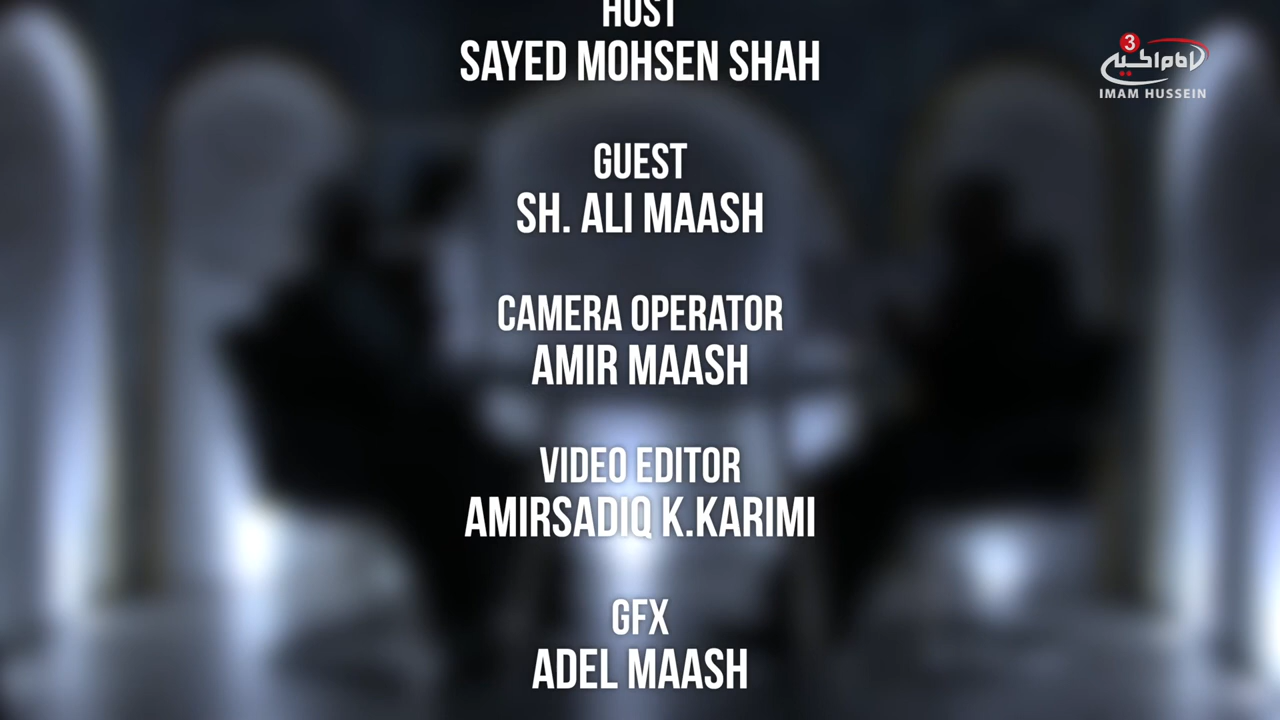 HOST
SAYED MOHSEN SHAH
GUEST
SH. ALI MAASH
CAMERA OPERATOR
AMIR MAASH
VIDEO EDITOR
AMIRSADIQ K.KARIMI
GFX
ADEL MAASH
3
IMAM HUSSEIN